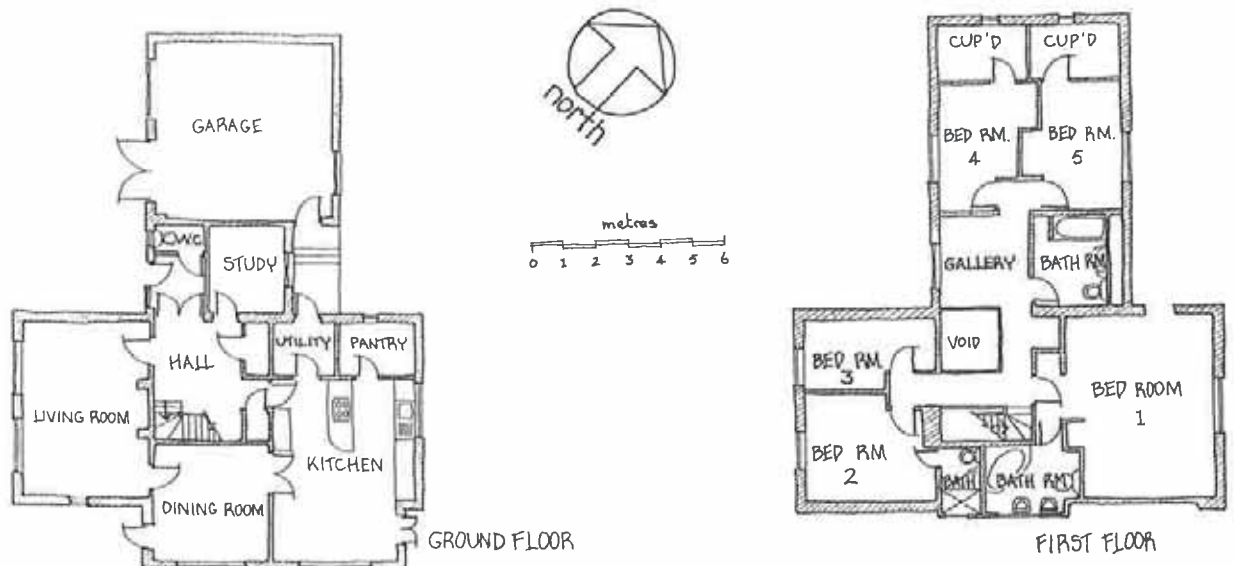 GARAGE
W.C.
STUDY
HALL
UTILITY
PANTRY
LIVING ROOM
KITCHEN
DINING ROOM
GROUND FLOOR
north
metres
0 1 2 3 4 5 6
CUP'D
CUP'D
BED RM.
4
BED RM.
5
GALLERY
BATH RM
VOID
BED RM.
3
BED ROOM
1
BED RM
2
BATH
BATH RM
FIRST FLOOR